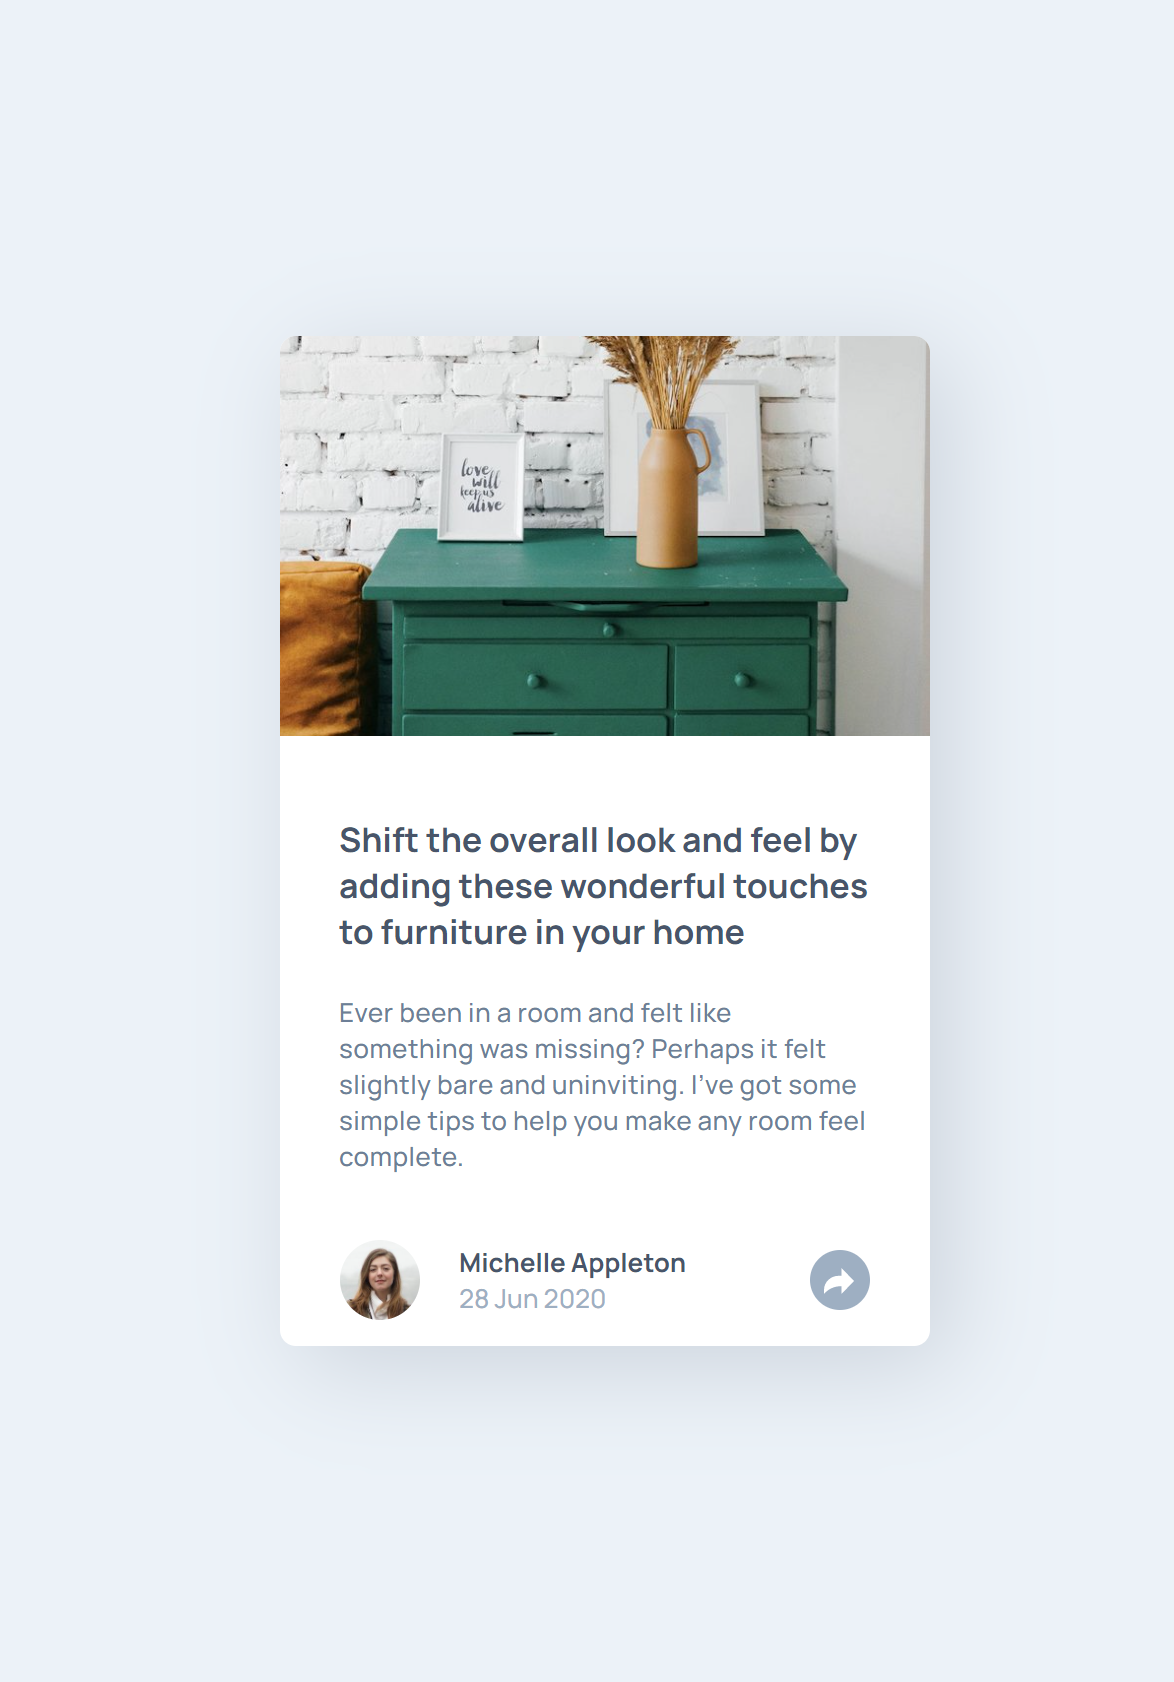 love
will
keep us
alive
Shift the overall look and feel by
adding these wonderful touches
to furniture in your home
Ever been in a room and felt like
something was missing? Perhaps it felt
slightly bare and uninviting. I’ve got some
simple tips to help you make any room feel
complete.
Michelle Appleton
28 Jun 2020